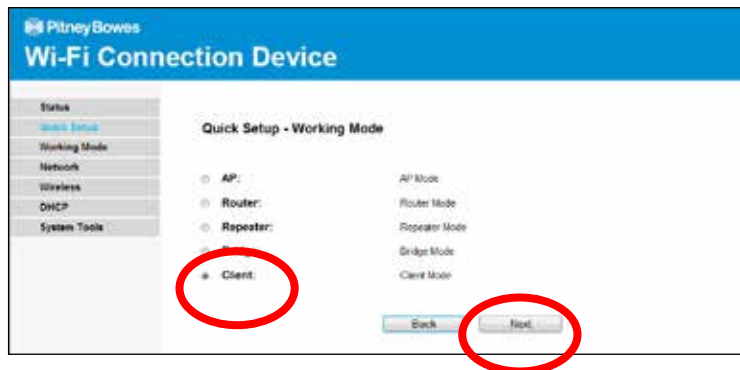 Pitney Bowes
Wi-Fi Connection Device
Status
Quick Setup
Working Mode
Network
Wireless
DHCP
System Tools
Quick Setup - Working Mode
AP: AP Mode
Router: Router Mode
Repeater: Repeater Mode
Bridge Mode
Client: Client Mode
Back Next